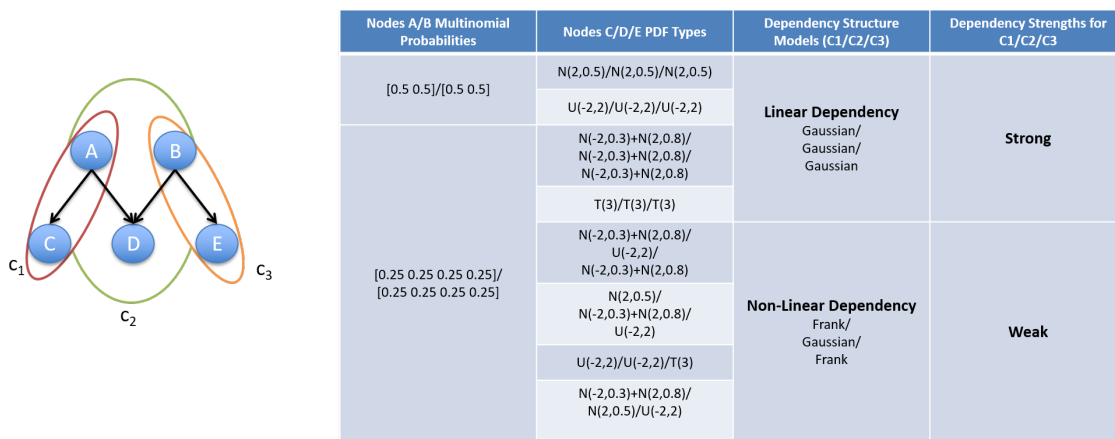 A
B
C
D
E
c1
c2
c3
Nodes A/B Multinomial
Probabilities
Nodes C/D/E PDF Types
Dependency Structure
Models (C1/C2/C3)
Dependency Strengths for
C1/C2/C3
[0.5 0.5]/[0.5 0.5]
N(2,0.5)/N(2,0.5)/N(2,0.5)
U(-2,2)/U(-2,2)/U(-2,2)
[0.25 0.25 0.25 0.25]/
[0.25 0.25 0.25 0.25]
N(-2,0.3)+N(2,0.8)/
N(-2,0.3)+N(2,0.8)/
N(-2,0.3)+N(2,0.8)
T(3)/T(3)/T(3)
N(-2,0.3)+N(2,0.8)/
U(-2,2)/
N(-2,0.3)+N(2,0.8)
N(2,0.5)/
N(-2,0.3)+N(2,0.8)/
U(-2,2)
U(-2,2)/U(-2,2)/T(3)
N(-2,0.3)+N(2,0.8)/
N(2,0.5)/U(-2,2)
Linear Dependency
Gaussian/
Gaussian/
Gaussian
Non-Linear Dependency
Frank/
Gaussian/
Frank
Strong
Weak